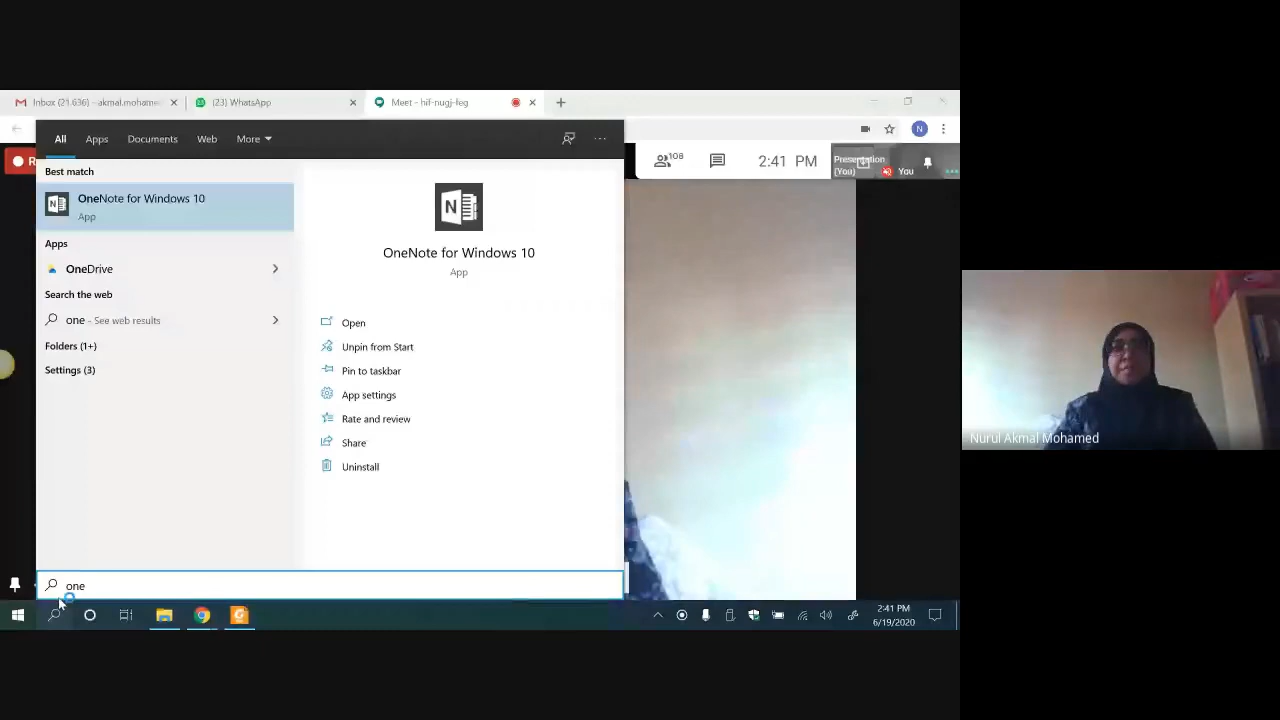 Inbox (21,636) - akmal.mohame
(23) WhatsApp
Meet - hif-nugj-feg
N
All
Apps
Documents
Web
More
R
108
2:41 PM
Presentation
(You)
You
Best match
OneNote for Windows 10
App
Apps
OneDrive
Search the web
one - See web results
Folders (1+)
Settings (3)
N
OneNote for Windows 10
App
Open
Unpin from Start
Pin to taskbar
App settings
Rate and review
Share
Uninstall
one
2:41 PM
6/19/2020
Nurul Akmal Mohamed